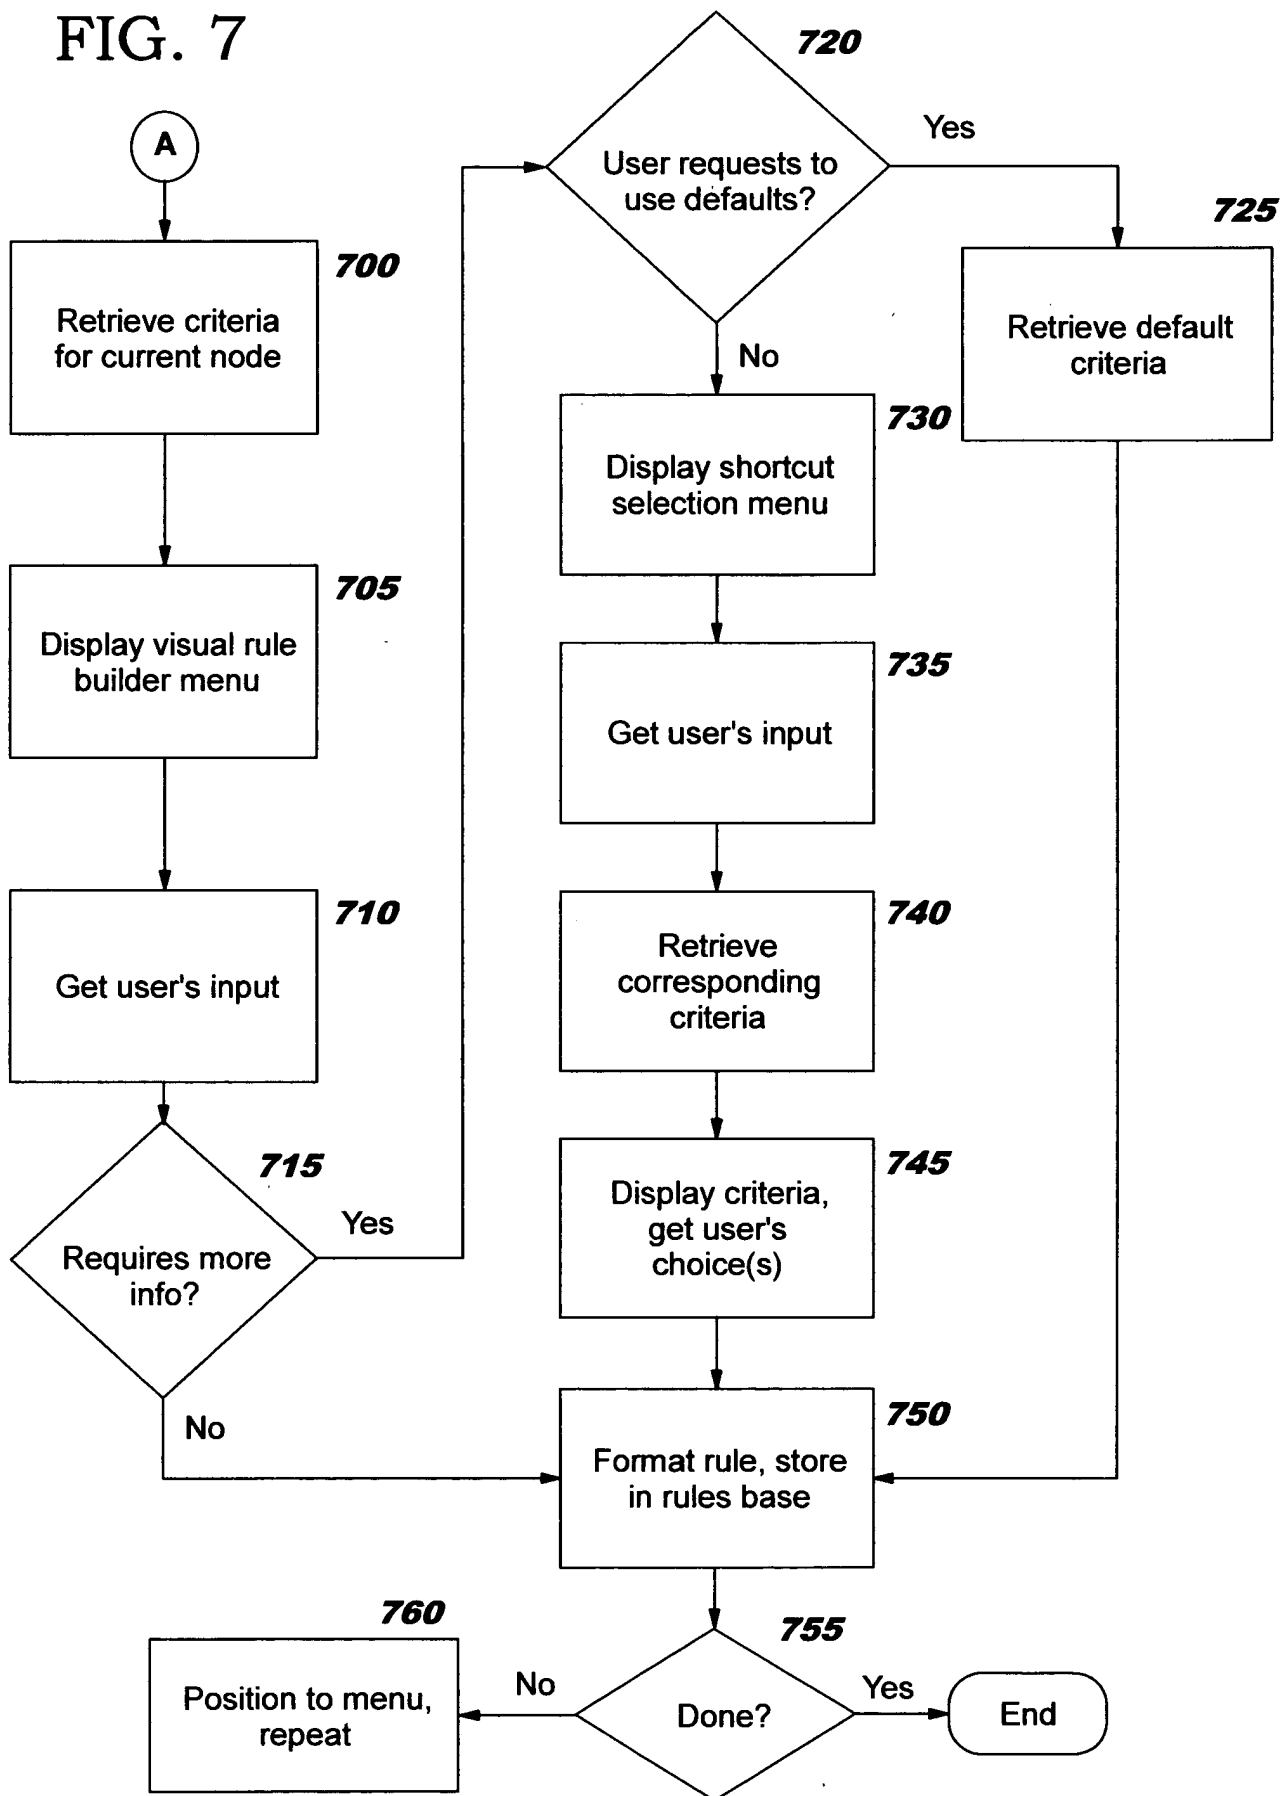 FIG. 7
A
700
Retrieve criteria
for current node
705
Display visual rule
builder menu
710
Get user's input
715
Requires more
info?
Yes
No
720
User requests to
use defaults?
Yes
No
725
Retrieve default
criteria
730
Display shortcut
selection menu
735
Get user's input
740
Retrieve
corresponding
criteria
745
Display criteria,
get user's
choice(s)
750
Format rule, store
in rules base
755
Done?
No
Yes
760
Position to menu,
repeat
End